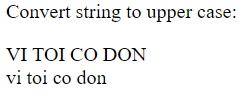 Convert string to upper case:
VI TOI CO DON
vi toi co don